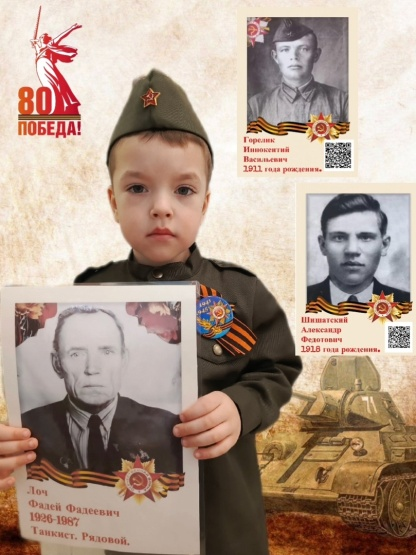 80
ПОБЕДА!
Горелик
Иннокентий
Васильевич
1911 года рождения.
Шишатский
Александр
Федотович
1916 года рождения.
Лоч
Фадей Фадеевич
1926-1987
Танкист. Рядовой.